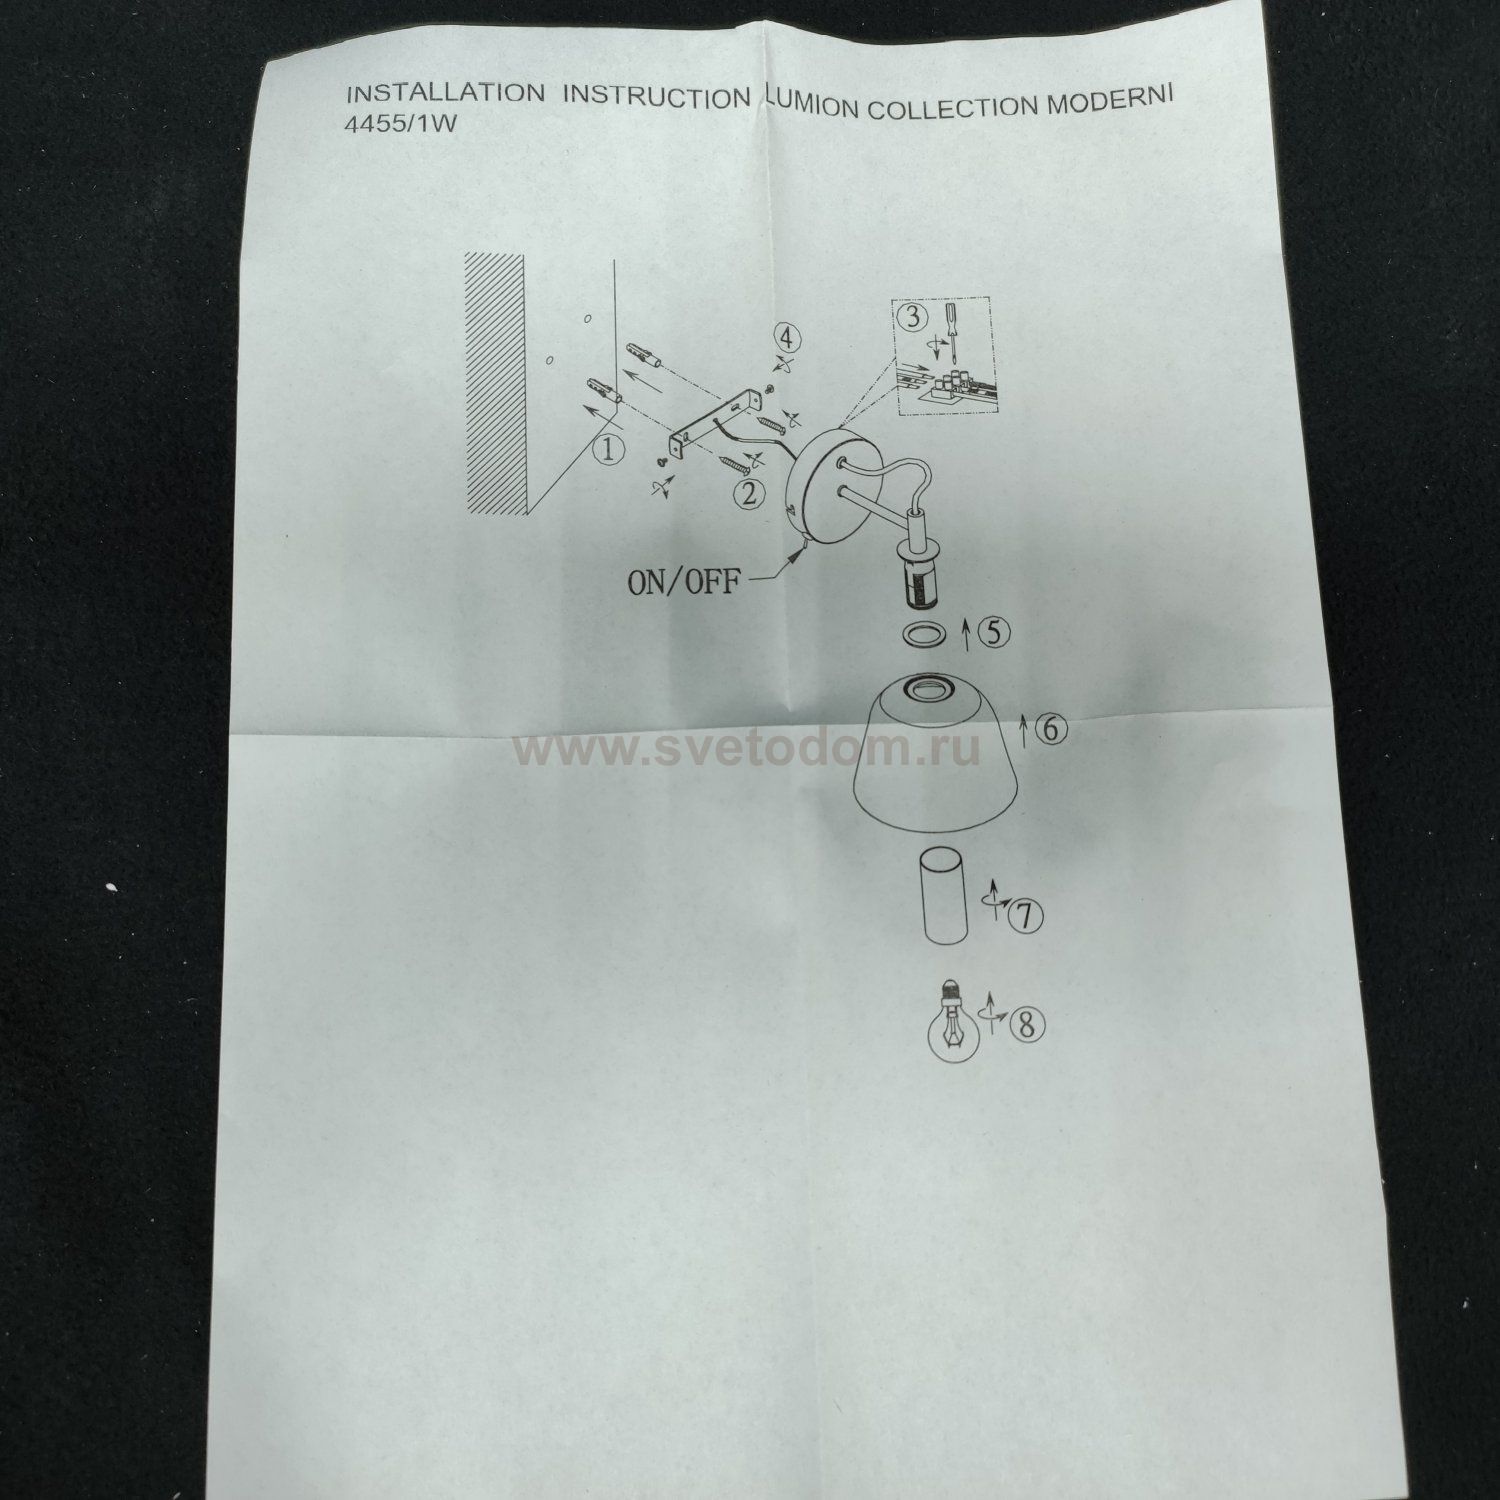 INSTALLATION INSTRUCTION LUMION COLLECTION MODERNI
4455/1W
3
4
1
2
ON/OFF
5
6
www.svetodom.ru
7
8